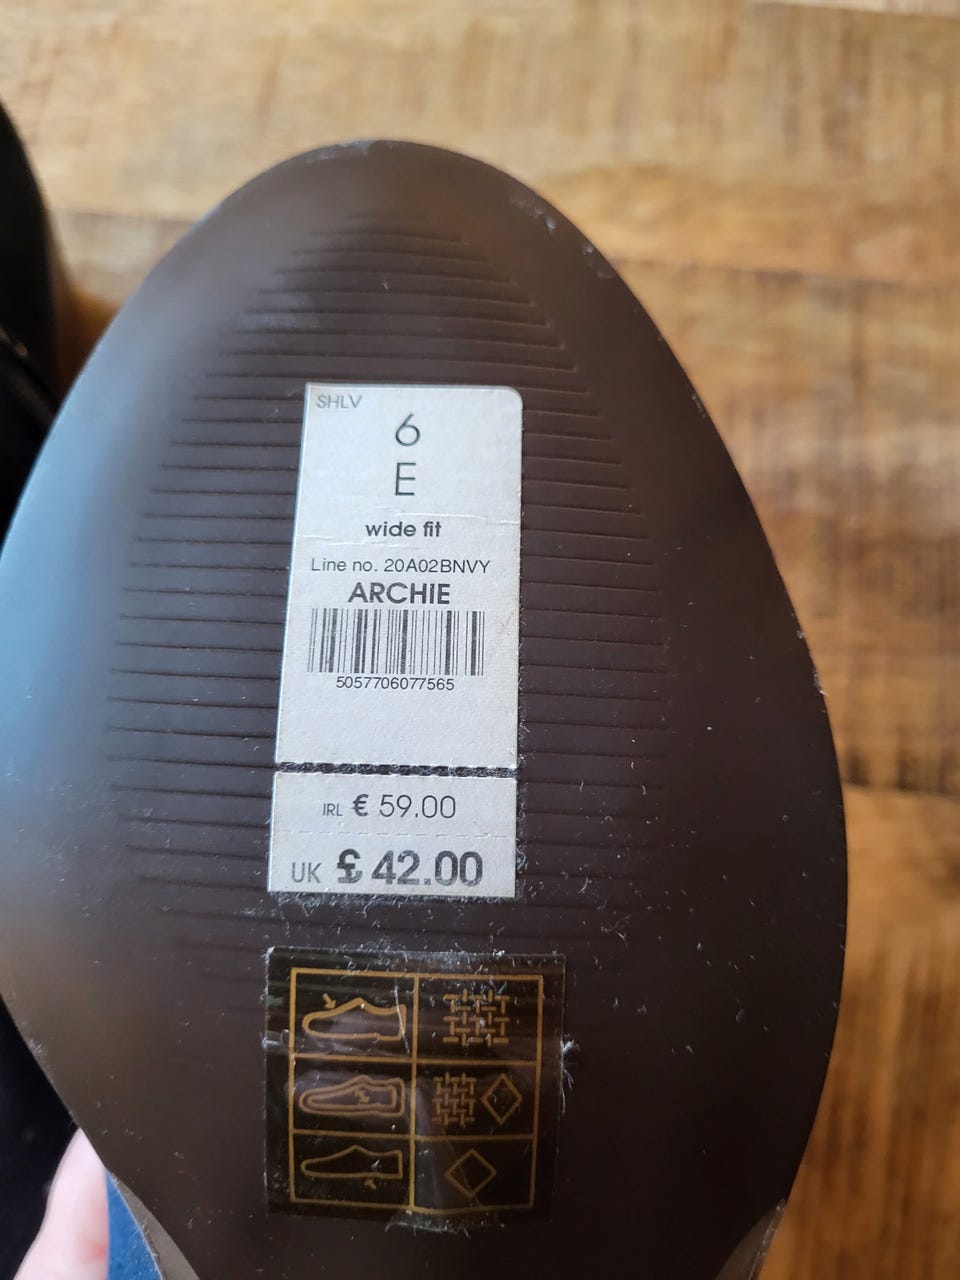 SHLV
6
E
wide fit
Line no. 20A02BNVY
ARCHIE
5057706077565
IRL € 59.00
UK £ 42.00